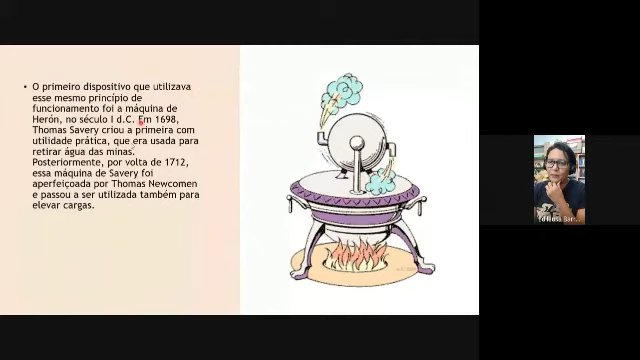 O primeiro dispositivo que utilizava
esse mesmo princípio de
funcionamento foi a máquina de
Herón, no século I d.C. Em 1698,
Thomas Savery criou a primeira com
utilidade prática, que era usada para
retirar água das minas.
Posteriormente, por volta de 1712,
essa máquina de Savery foi
aperfeiçoada por Thomas Newcomen
e passou a ser utilizada também para
elevar cargas.